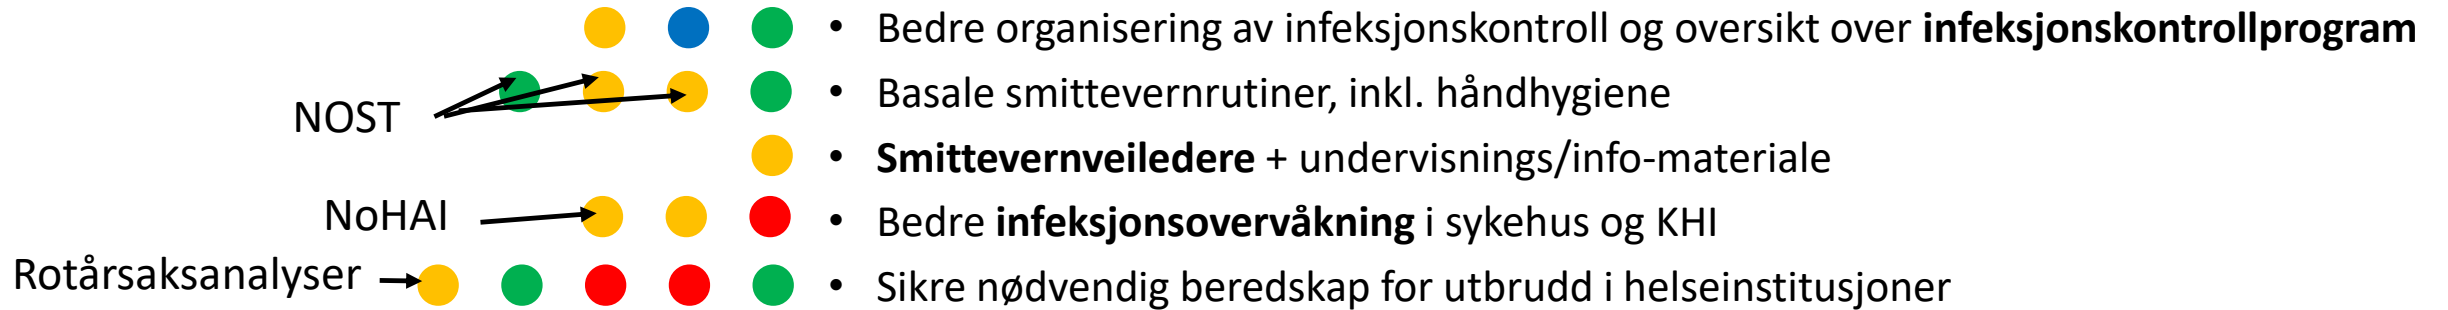 • Bedre organisering av infeksjonskontroll og oversikt over infeksjonskontrollprogram
NOST • Basale smittevernrutiner, inkl. håndhygiene
• Smittevernveiledere + undervisnings/info-materiale
NoHAI • Bedre infeksjonsovervåkning i sykehus og KHI
Rotårsaksanalyser • Sikre nødvendig beredskap for utbrudd i helseinstitusjoner